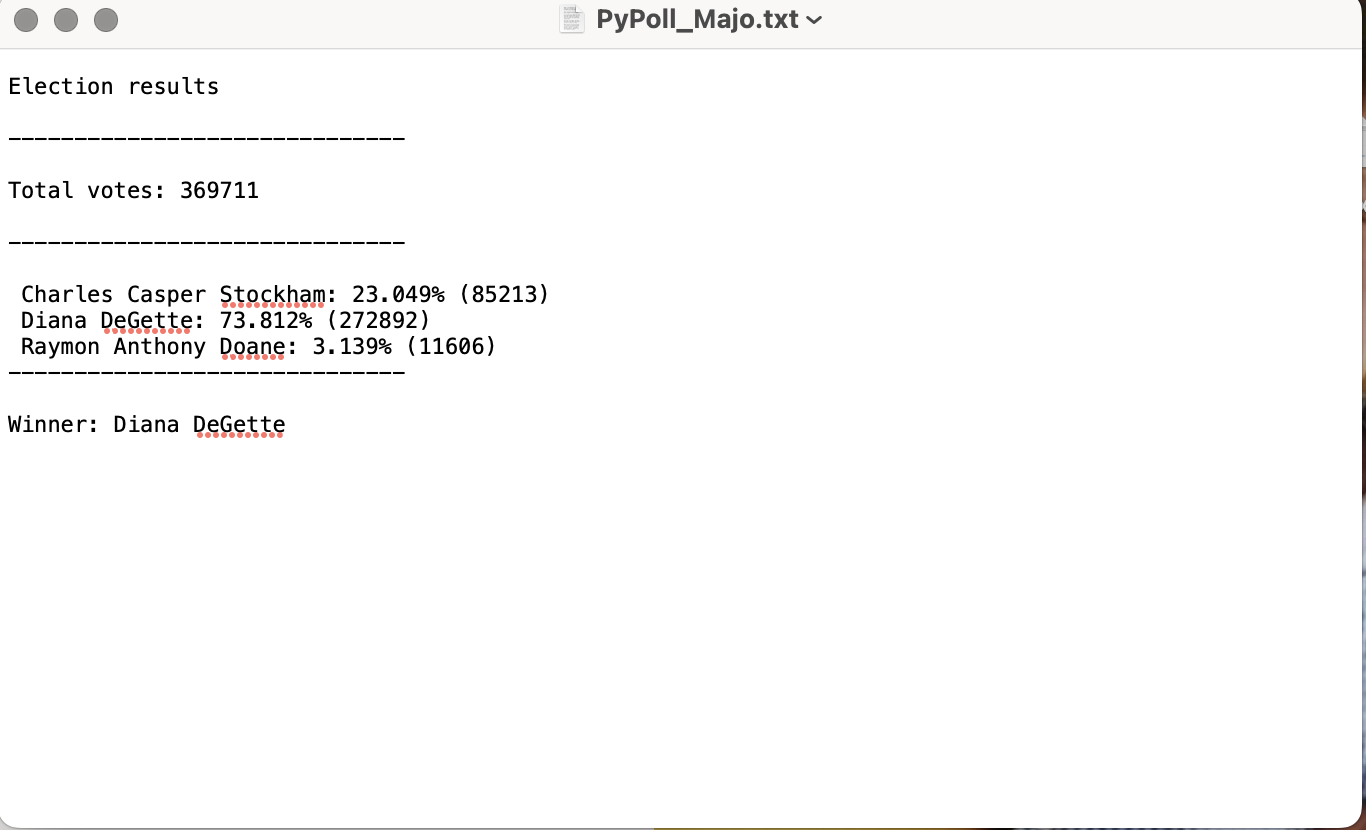 PyPoll_Majo.txt
Election results
------------------------------
Total votes: 369711
------------------------------
Charles Casper Stockham: 23.049% (85213)
Diana DeGette: 73.812% (272892)
Raymon Anthony Doane: 3.139% (11606)
------------------------------
Winner: Diana DeGette